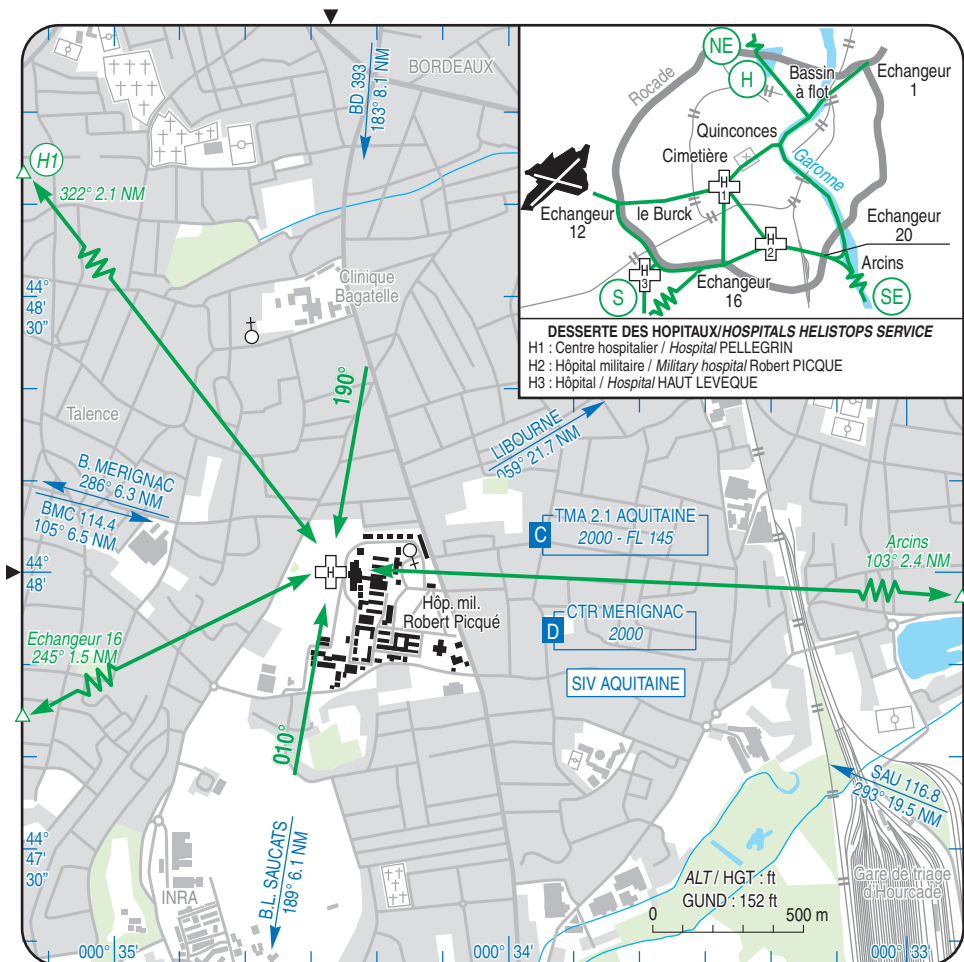 BORDEAUX
BD 393
183° 8.1 NM
H1
322° 2.1 NM
44°
48'
30"
Clinique
Bagatelle
190°
Talence
B. MERIGNAC
286° 6.3 NM
BMC 114.4
105° 6.5 NM
LIBOURNE
059° 21.7 NM
C
TMA 2.1 AQUITAINE
2000 - FL 145
Arcins
103° 2.4 NM
44°
48'
H
Hôp. mil.
Robert Picqué
D
CTR MERIGNAC
2000
SIV AQUITAINE
Echangeur 16
245° 1.5 NM
010°
SAU 116.8
293° 19.5 NM
44°
47'
30"
B.L. SAUCATS
189° 6.1 NM
INRA
ALT / HGT : ft
GUND : 152 ft
0 500 m
Gare de triage
d'Hourcade
000° 35'
000° 34'
000° 33'
NE
H
Rocade
Bassin
à flot
Echangeur
1
Quinconces
Cimetière
Garonne
H
1
Echangeur
12
le Burck
Echangeur
20
H
2
Arcins
H
3
S
Echangeur
16
SE
DESSERTE DES HOPITAUX/HOSPITALS HELISTOPS SERVICE
H1 : Centre hospitalier / Hospital PELLEGRIN
H2 : Hôpital militaire / Military hospital Robert PICQUE
H3 : Hôpital / Hospital HAUT LEVEQUE